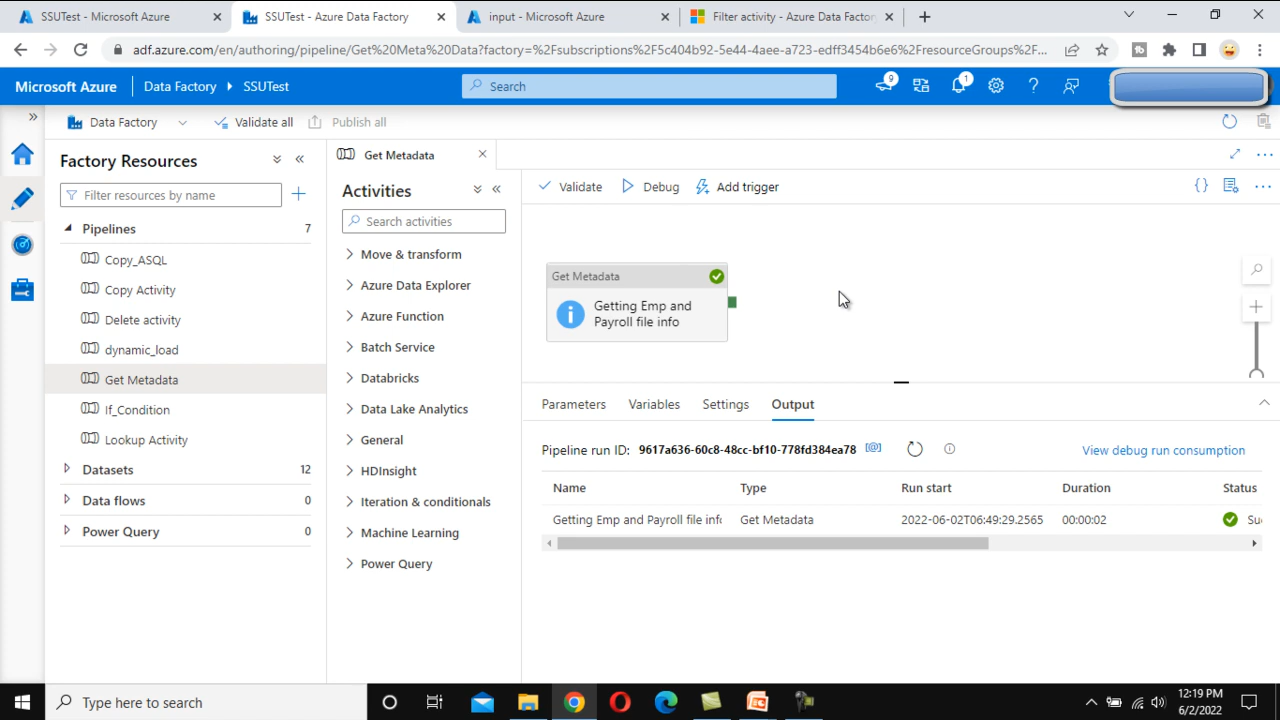 SSUTest - Microsoft Azure
SSUTest - Azure Data Factory
input - Microsoft Azure
Filter activity - Azure Data Factory
adf.azure.com/en/authoring/pipeline/Get%20Meta%20Data?factory=%2Fsubscriptions%2F5c404b92-5e44-4aee-a723-edff3454b6e6%2FresourceGroups%2F...
Microsoft Azure
Data Factory
SSUTest
Search
9
1
Data Factory
Validate all
Publish all
Factory Resources
Filter resources by name
Pipelines 7
Copy_ASQL
Copy Activity
Delete activity
dynamic_load
Get Metadata
If_Condition
Lookup Activity
Datasets 12
Data flows 0
Power Query 0
Get Metadata
Activities
Search activities
Move & transform
Azure Data Explorer
Azure Function
Batch Service
Databricks
Data Lake Analytics
General
HDInsight
Iteration & conditionals
Machine Learning
Power Query
Validate
Debug
Add trigger
Get Metadata
Getting Emp and
Payroll file info
Parameters Variables Settings Output
Pipeline run ID: 9617a636-60c8-48cc-bf10-778fd384ea78
View debug run consumption
Name Type Run start Duration Status
Getting Emp and Payroll file info Get Metadata 2022-06-02T06:49:29.2565 00:00:02 Su
Type here to search
12:19 PM
6/2/2022